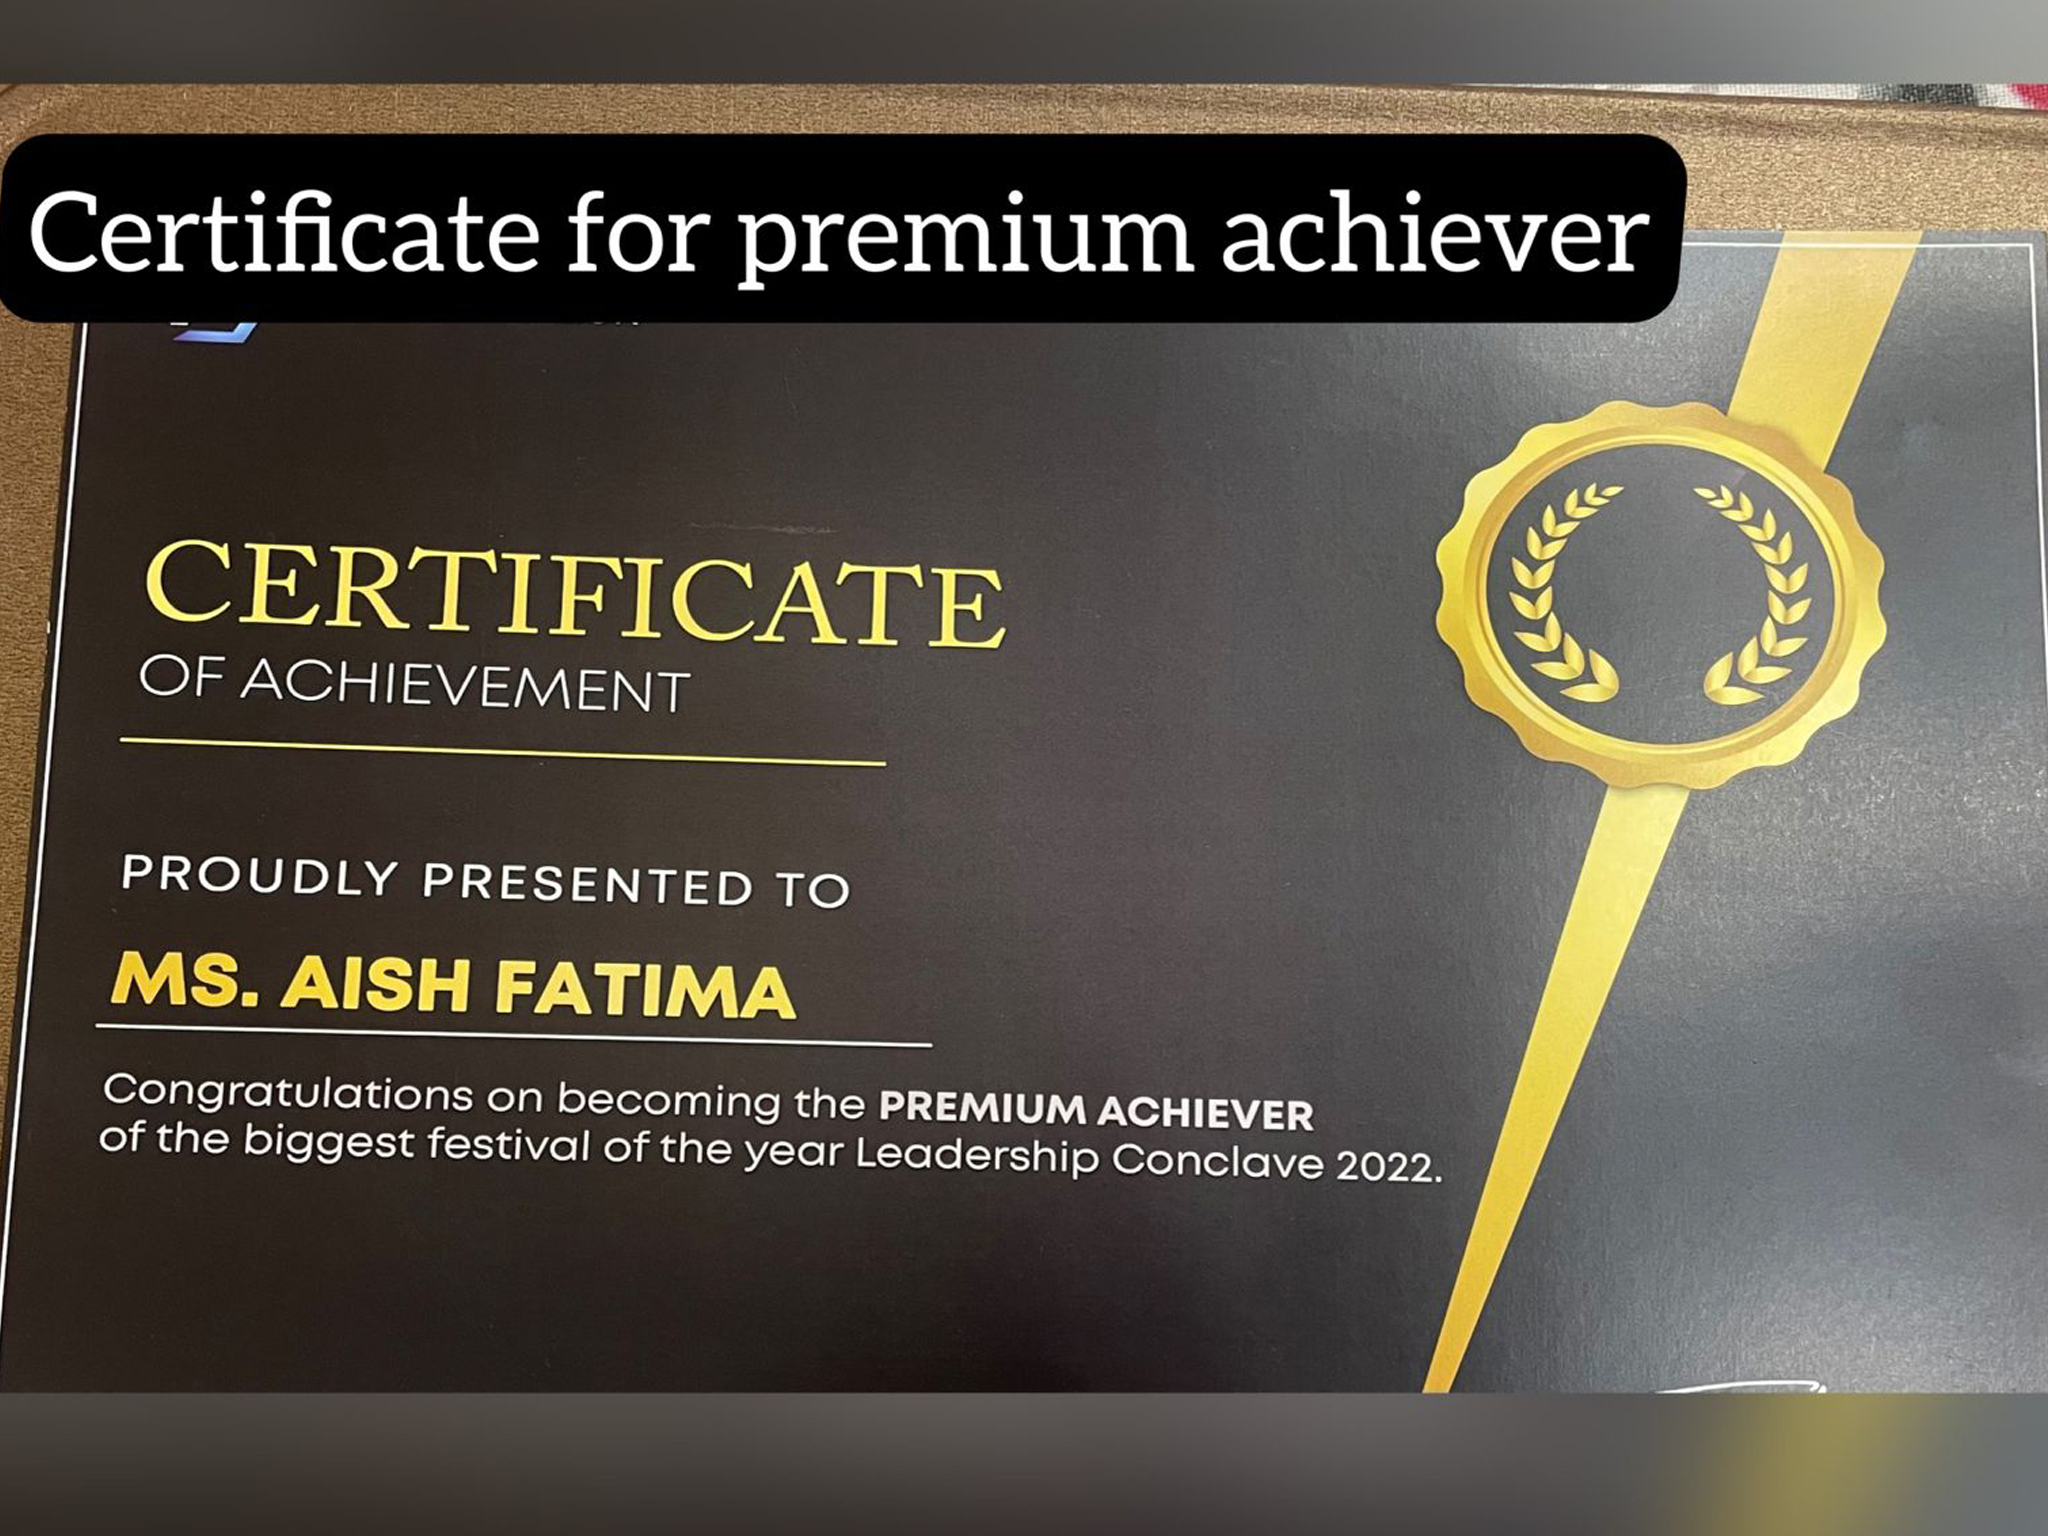 Certificate for premium achiever
CERTIFICATE
OF ACHIEVEMENT
PROUDLY PRESENTED TO
MS. AISH FATIMA
Congratulations on becoming the PREMIUM ACHIEVER
of the biggest festival of the year Leadership Conclave 2022.